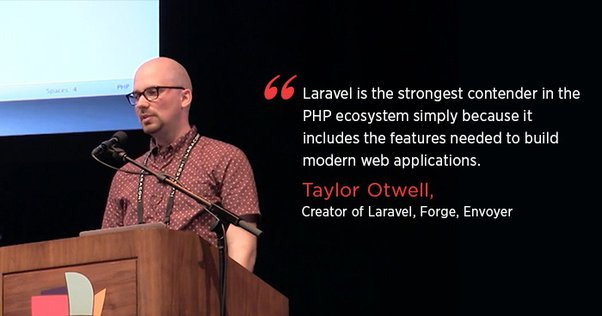 Spaces: 4
PHP
“ Laravel is the strongest contender in the
PHP ecosystem simply because it
includes the features needed to build
modern web applications.
Taylor Otwell,
Creator of Laravel, Forge, Envoyer